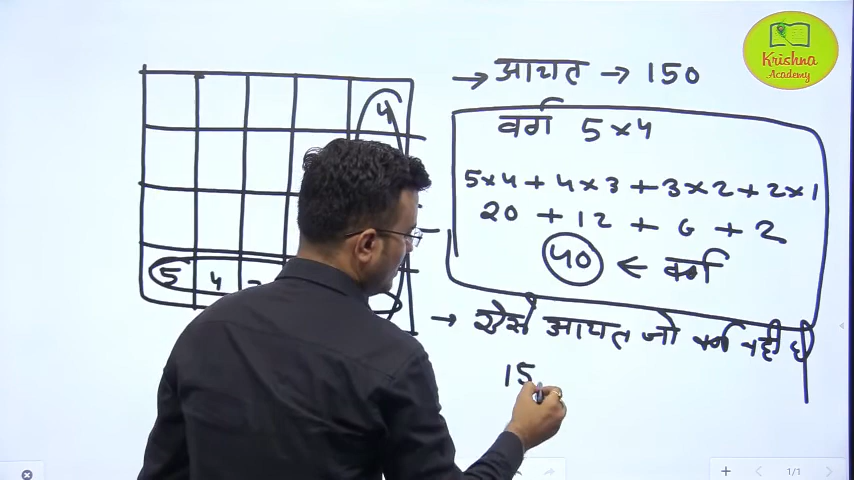 Krishna
Academy
→ आयत → 150
4
वर्ग 5×4
5×4 + 4×3 + 3×2 + 2×1
20 + 12 + 6 + 2
40 ← वर्ग
5 4
→ ऐसे आयत जो वर्ग नही हो
15
1/1